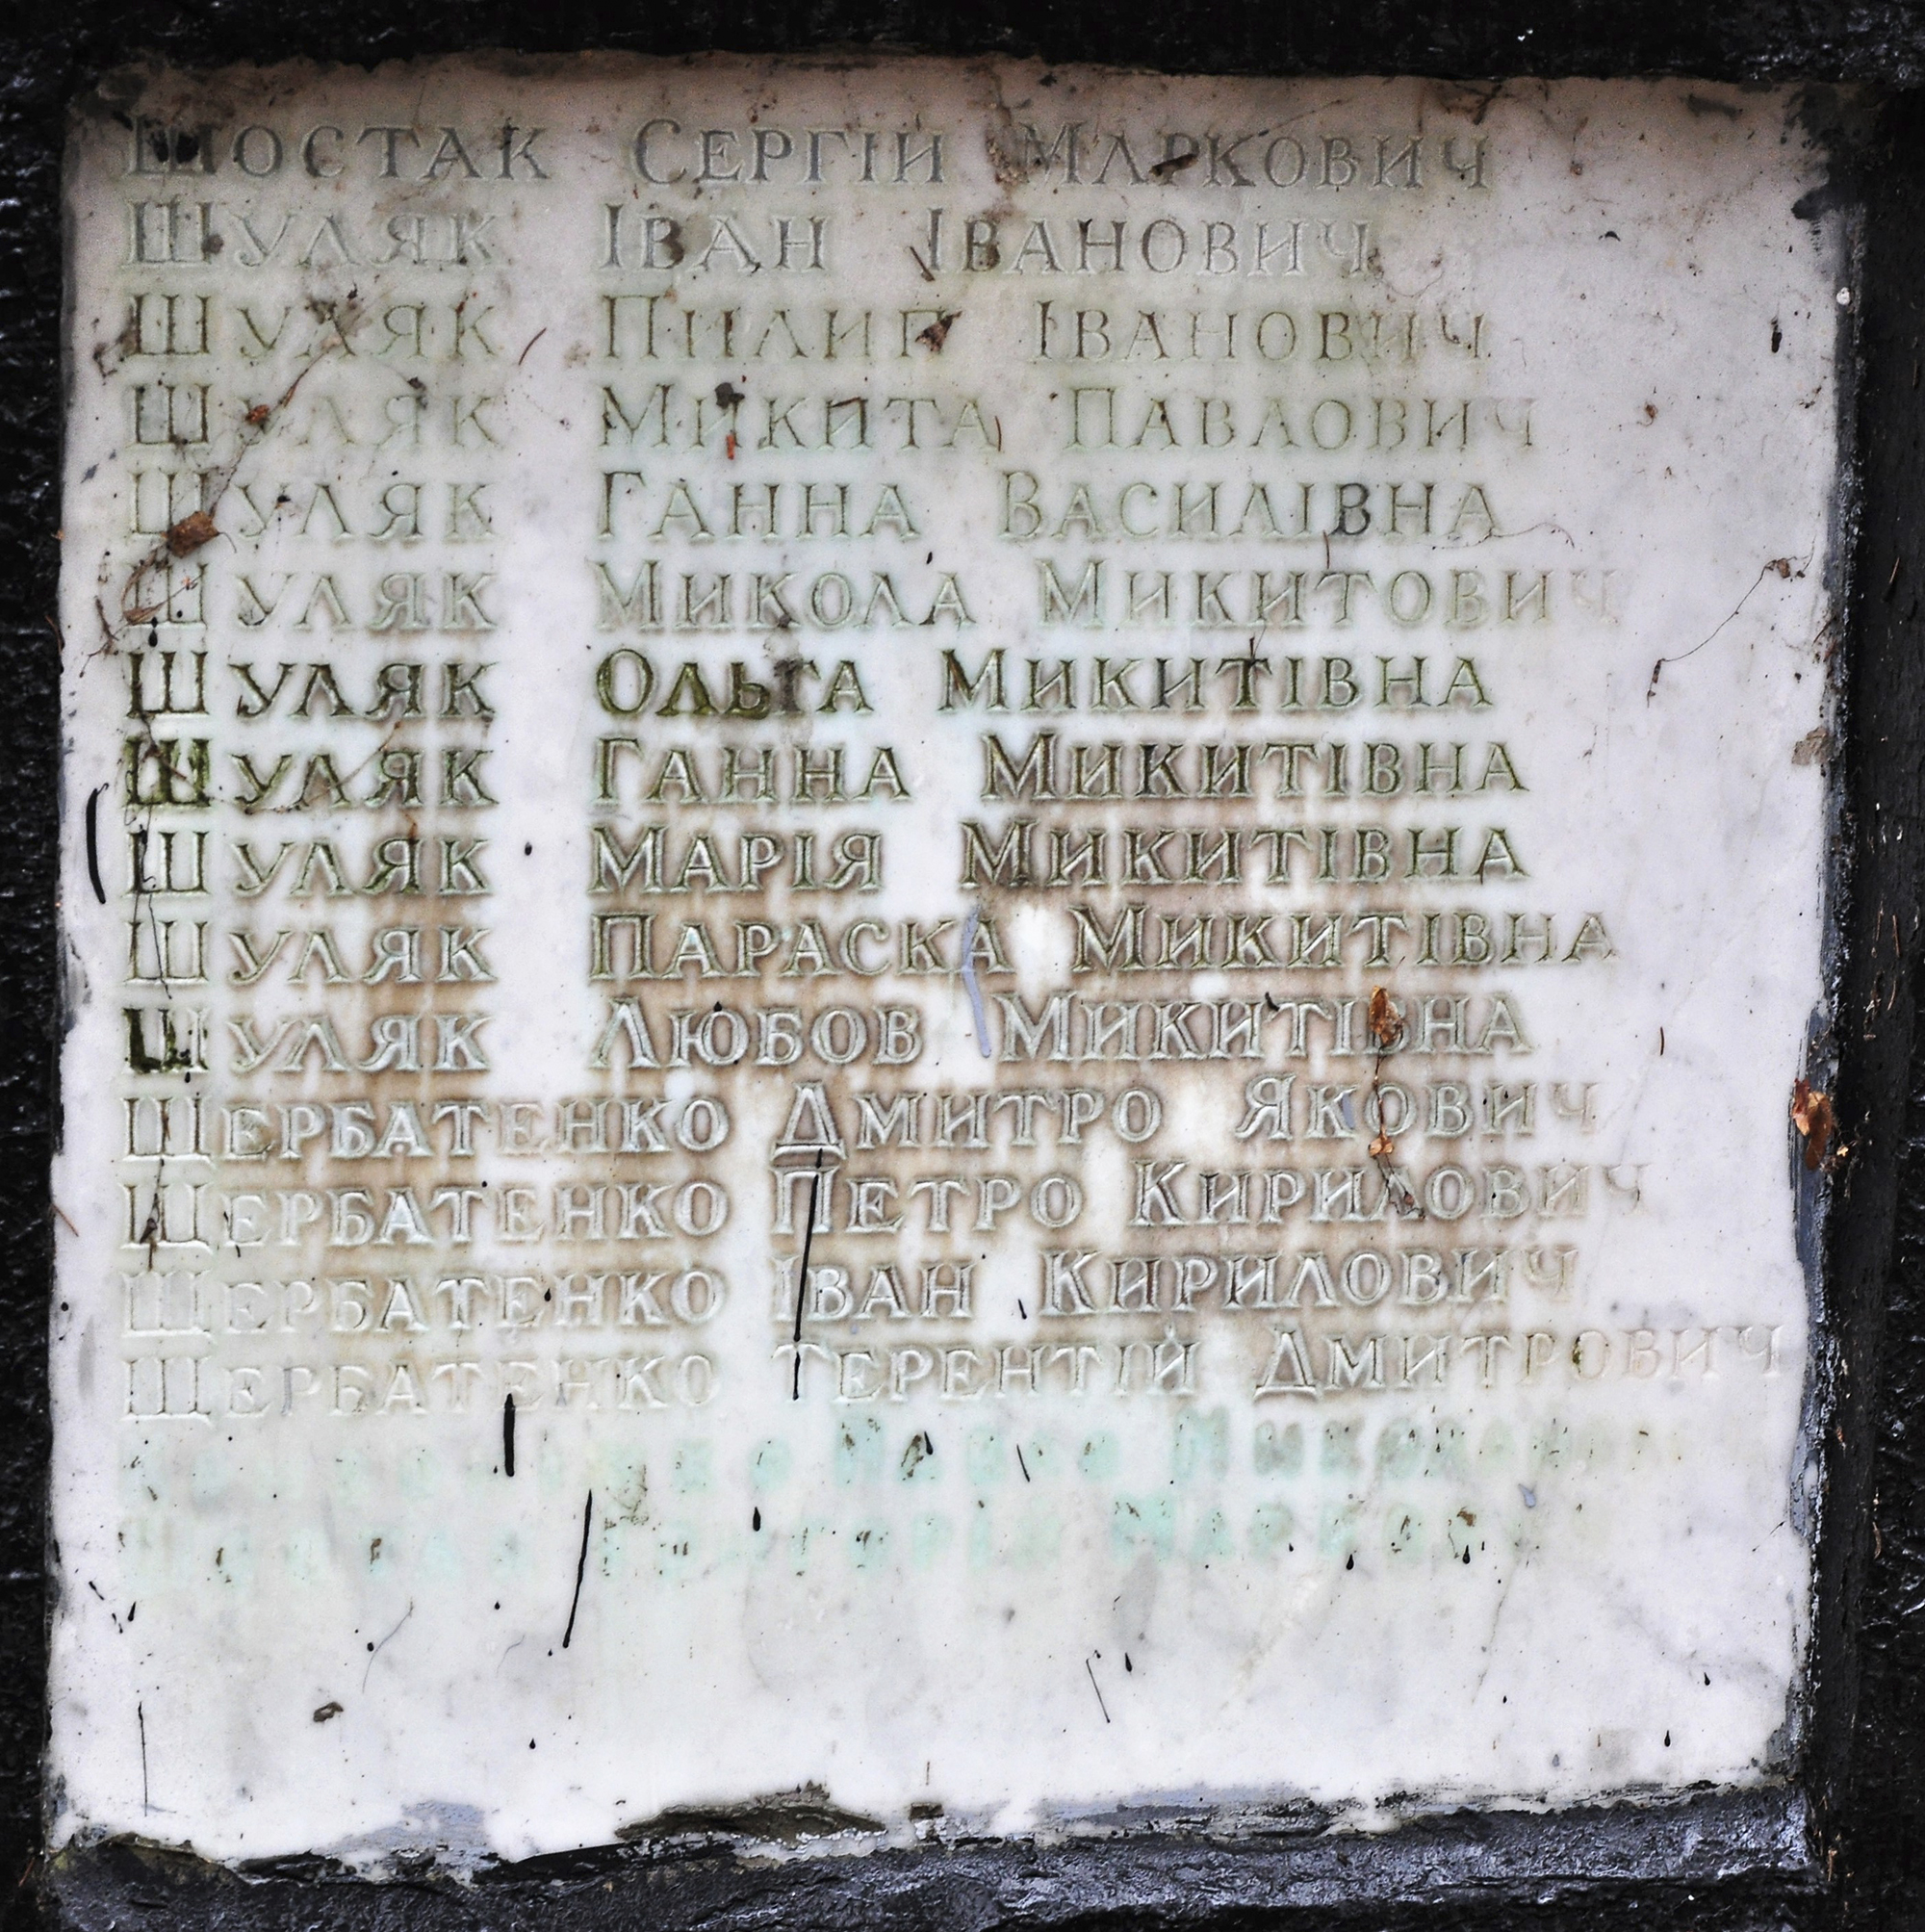 Шостак Сергій Маркович
Шуляк Іван Іванович
Шуляк Пилип Іванович
Шуляк Микита Павлович
Шуляк Ганна Василівна
Шуляк Микола Микитович
Шуляк Ольга Микитівна
Шуляк Ганна Микитівна
Шуляк Марія Микитівна
Шуляк Параска Микитівна
Шуляк Любов Микитівна
Щербатенко Дмитро Якович
Щербатенко Петро Кирилович
Щербатенко Іван Кирилович
Щербатенко Терентій Дмитрович